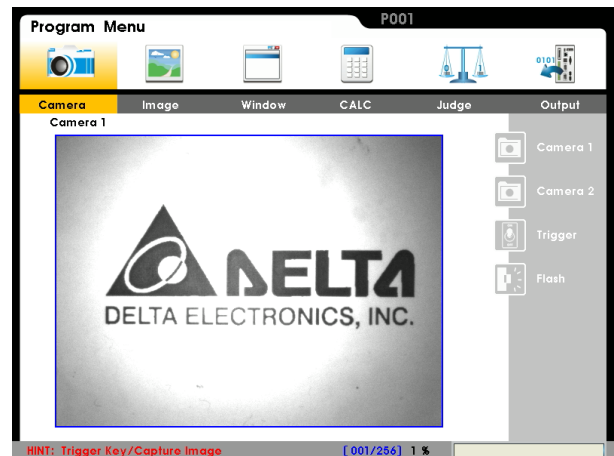 Program Menu
P001
0101
Camera
Image
Window
CALC
Judge
Output
Camera 1
Camera 1
Camera 2
Trigger
Flash
DELTA
DELTA ELECTRONICS, INC.
HINT: Trigger Key/Capture Image
[001/256] 1 %